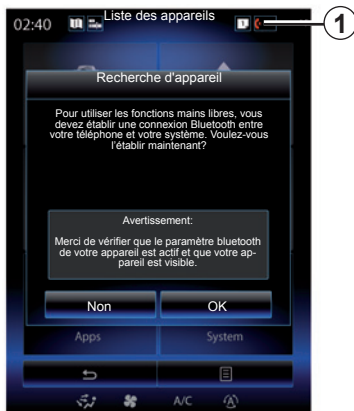 02:40
Liste des appareils
1
Recherche d'appareil
Pour utiliser les fonctions mains libres, vous
devez établir une connexion Bluetooth entre
votre téléphone et votre système. Voulez-vous
l'établir maintenant?
Avertissement:
Merci de vérifier que le paramètre bluetooth
de votre appareil est actif et que votre ap-
pareil est visible.
Non
OK
Apps
System
A/C